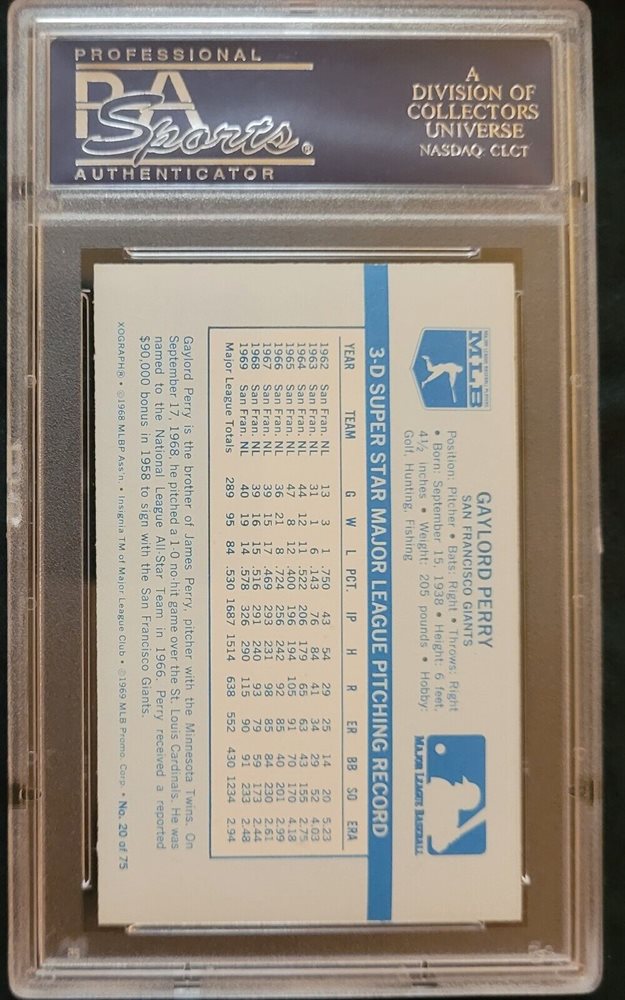 PROFESSIONAL
PSA
Sports®
AUTHENTICATOR
A
DIVISION OF
COLLECTORS
UNIVERSE
NASDAQ: CLCT
MAJOR LEAGUE BASEBALL PLAYERS
MLB
GAYLORD PERRY
SAN FRANCISCO GIANTS
Position: Pitcher • Bats: Right • Throws: Right
• Born: September 15, 1938 • Height: 6 feet,
4½ inches • Weight: 205 pounds • Hobby:
Golf, Hunting, Fishing
MAJOR LEAGUE BASEBALL
3-D SUPER STAR MAJOR LEAGUE PITCHING RECORD
YEAR TEAM G W L PCT. IP H R ER BB SO ERA
1962 San Fran. NL 13 3 1 .750 43 54 29 25 14 20 5.23
1963 San Fran. NL 31 1 6 .143 76 84 41 34 29 52 4.03
1964 San Fran. NL 44 12 11 .522 206 179 65 63 43 155 2.75
1965 San Fran. NL 47 8 12 .400 196 194 105 91 70 170 4.18
1966 San Fran. NL 36 21 8 .724 256 242 92 85 40 201 2.99
1967 San Fran. NL 39 15 17 .469 293 231 98 85 84 230 2.61
1968 San Fran. NL 39 16 15 .516 291 240 93 79 59 173 2.44
1969 San Fran. NL 40 19 14 .578 326 290 115 90 91 233 2.48
Major League Totals 289 95 84 .530 1687 1514 638 552 430 1234 2.94
Gaylord Perry is the brother of James Perry, pitcher with the Minnesota Twins. On
September 17, 1968, he pitched a 1-0 no-hit game over the St. Louis Cardinals. He was
named to the National League All-Star Team in 1966. Perry received a reported
$90,000 bonus in 1958 to sign with the San Francisco Giants.
XOGRAPH® • ©1968 MLBP Ass'n. • Insignia TM of Major League Club • ©1969 MLB Promo. Corp. • No. 20 of 75